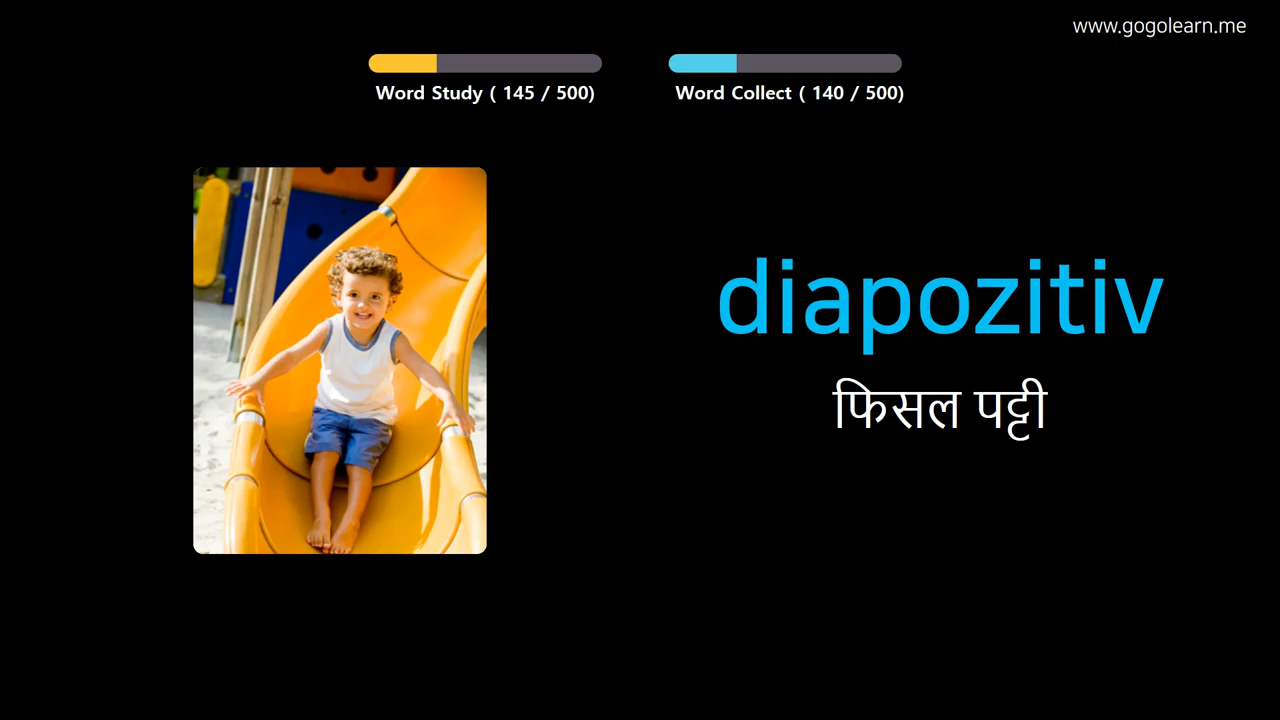 www.gogolearn.me
Word Study ( 145 / 500)
Word Collect ( 140 / 500)
diapozitiv
फिसल पट्टी